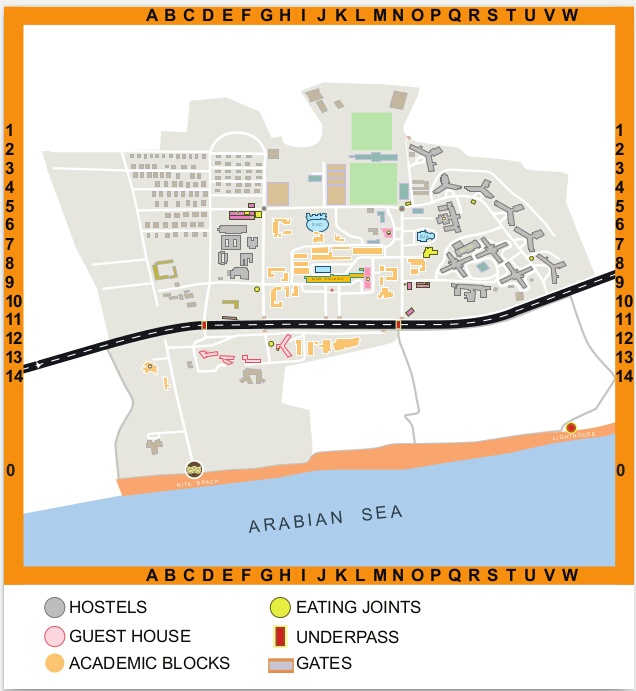 A B C D E F G H I J K L M N O P Q R S T U V W
1 1
2 2
3 3
4 4
5 5
6 6
7 7
8 8
9 9
10 10
11 11
12 12
13 13
14 14
LIGHTHOUSE
0 0
NITK BEACH
ARABIAN SEA
A B C D E F G H I J K L M N O P Q R S T U V W
HOSTELS EATING JOINTS
GUEST HOUSE UNDERPASS
ACADEMIC BLOCKS GATES